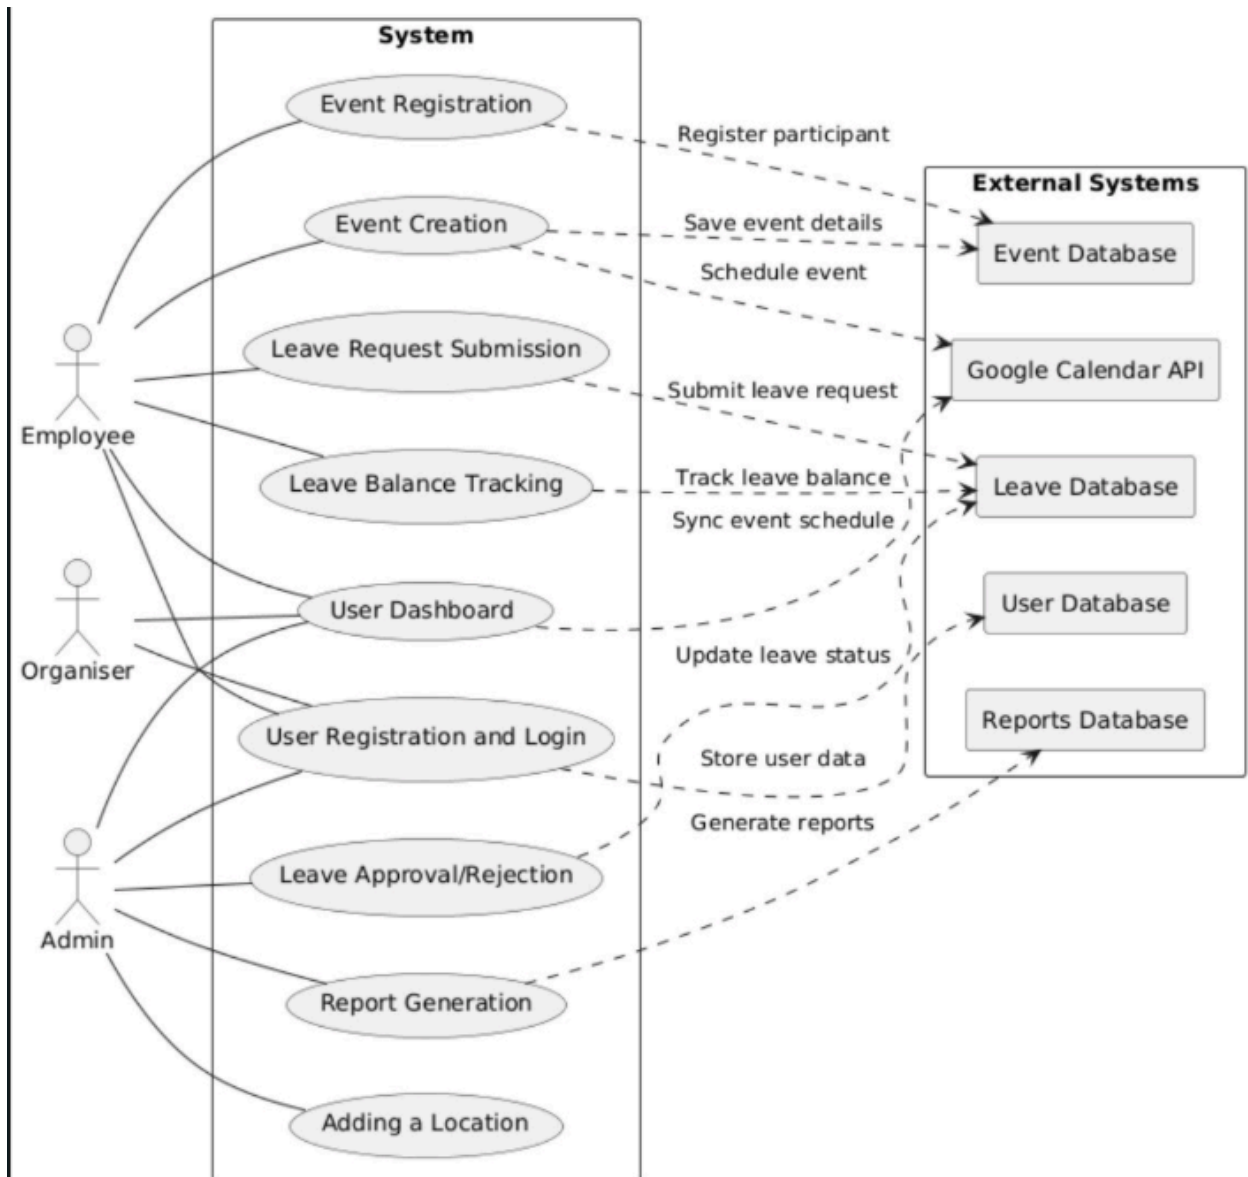 System
Event Registration
Register participant
External Systems
Event Creation
Save event details
Event Database
Schedule event
Leave Request Submission
Google Calendar API
Submit leave request
Employee
Leave Balance Tracking
Track leave balance
Leave Database
Sync event schedule
User Dashboard
User Database
Organiser
Update leave status
Reports Database
User Registration and Login
Store user data
Generate reports
Leave Approval/Rejection
Admin
Report Generation
Adding a Location